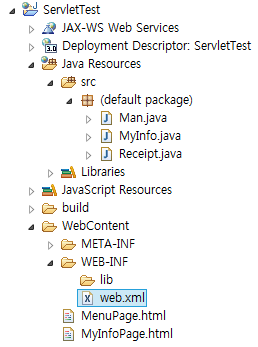 ServletTest
JAX-WS Web Services
Deployment Descriptor: ServletTest
Java Resources
src
(default package)
Man.java
MyInfo.java
Receipt.java
Libraries
JavaScript Resources
build
WebContent
META-INF
WEB-INF
lib
web.xml
MenuPage.html
MyInfoPage.html